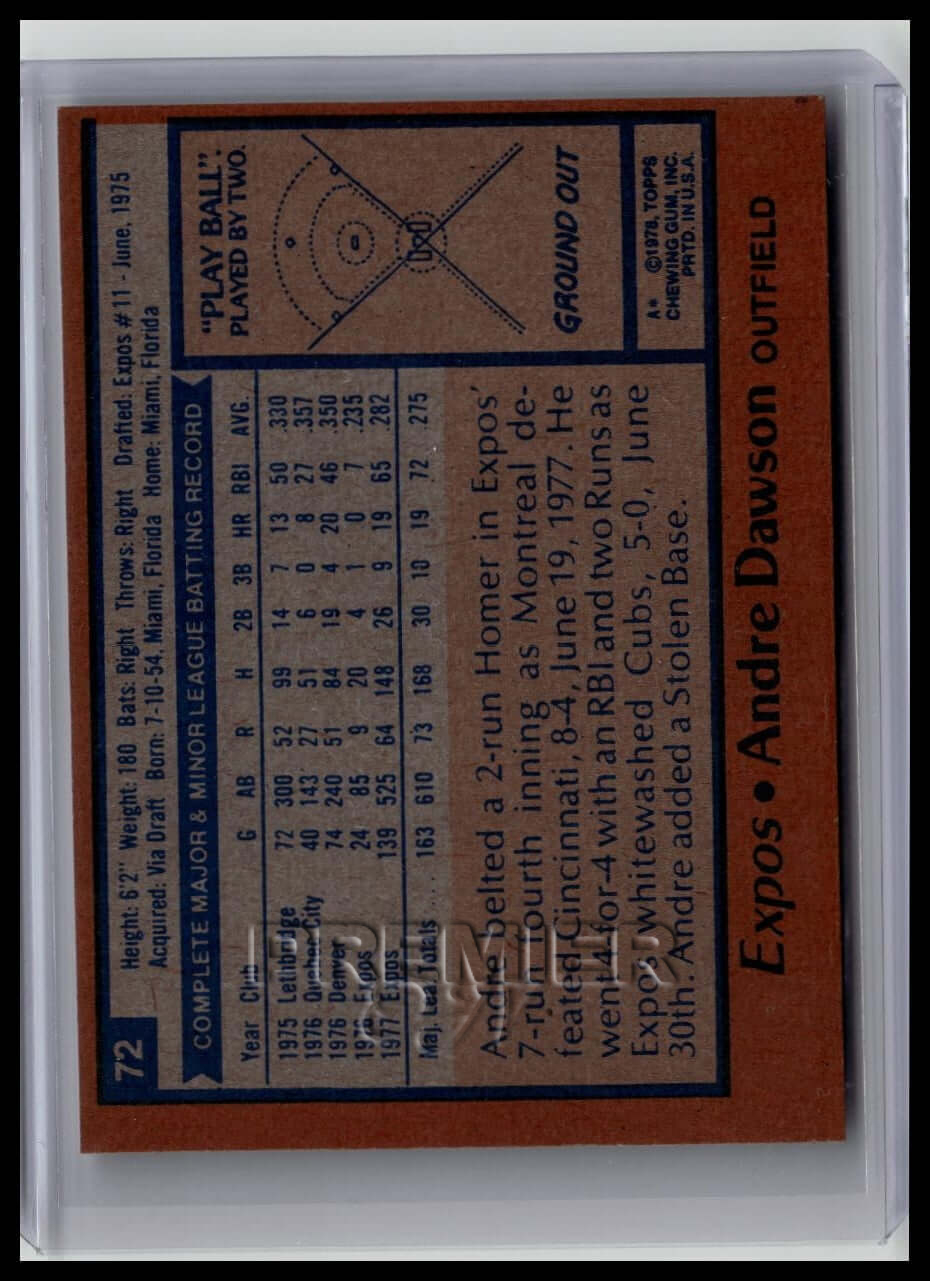 72
Height: 6'2" Weight: 180 Bats: Right Throws: Right Drafted: Expos #11 - June, 1975
Acquired: Via Draft Born: 7-10-54, Miami, Florida Home: Miami, Florida
COMPLETE MAJOR & MINOR LEAGUE BATTING RECORD
Year Club G AB R H 2B 3B HR RBI AVG.
1975 Lethbridge 72 300 52 99 14 7 13 50 .330
1976 Quebec City 40 143 27 51 6 0 8 27 .357
1976 Denver 74 240 51 84 19 4 20 46 .350
1976 Expos 24 85 9 20 4 1 0 7 .235
1977 Expos 139 525 64 148 26 9 19 65 .282
Maj. Lea. Totals.... 163 610 73 168 30 10 19 72 .275
Andre belted a 2-run Homer in Expos'
7-run fourth inning as Montreal de-
feated Cincinnati, 8-4, June 19, 1977. He
went 4-for-4 with an RBI and two Runs as
Expos whitewashed Cubs, 5-0, June
30th. Andre added a Stolen Base.
"PLAY BALL":
PLAYED BY TWO.
GROUND OUT
A* ©1978, TOPPS
CHEWING GUM, INC.
PRTD. IN U.S.A.
Expos • Andre Dawson OUTFIELD
PREMIER